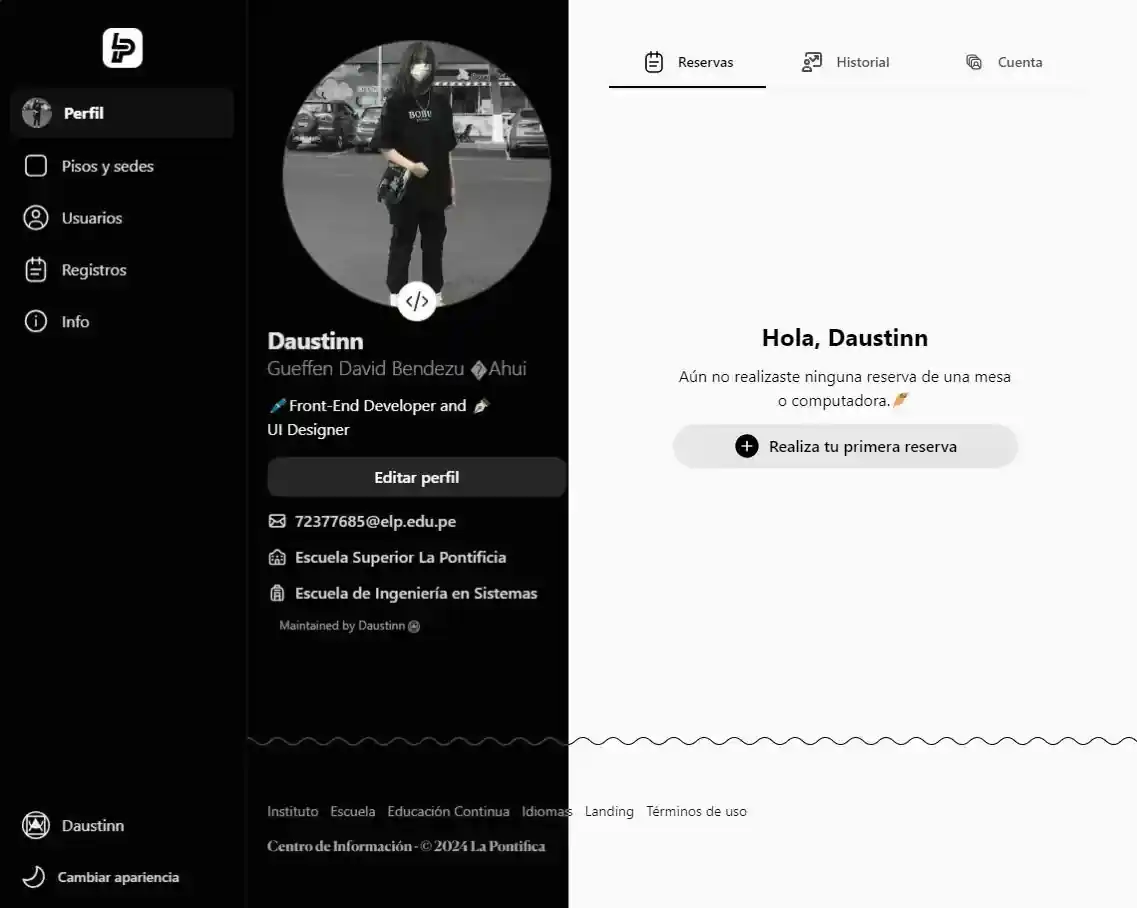 LP
Perfil
Pisos y sedes
Usuarios
Registros
Info
Daustinn
Cambiar apariencia
</>
Daustinn
Gueffen David Bendezu �Ahui
Front-End Developer and
UI Designer
Editar perfil
72377685@elp.edu.pe
Escuela Superior La Pontificia
Escuela de Ingeniería en Sistemas
Maintained by Daustinn
Reservas Historial Cuenta
Hola, Daustinn
Aún no realizaste ninguna reserva de una mesa
o computadora.
Realiza tu primera reserva
Instituto Escuela Educación Continua Idiomas Landing Términos de uso
Centro de Información - © 2024 La Pontifica